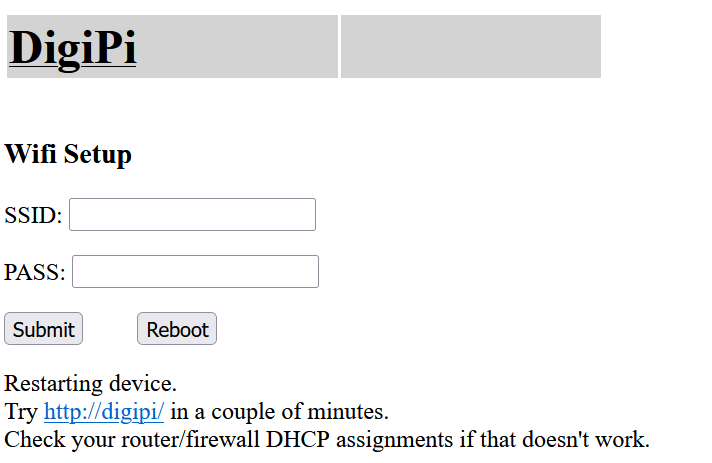 DigiPi
Wifi Setup
SSID:
PASS:
Submit Reboot
Restarting device.
Try http://digipi/ in a couple of minutes.
Check your router/firewall DHCP assignments if that doesn't work.